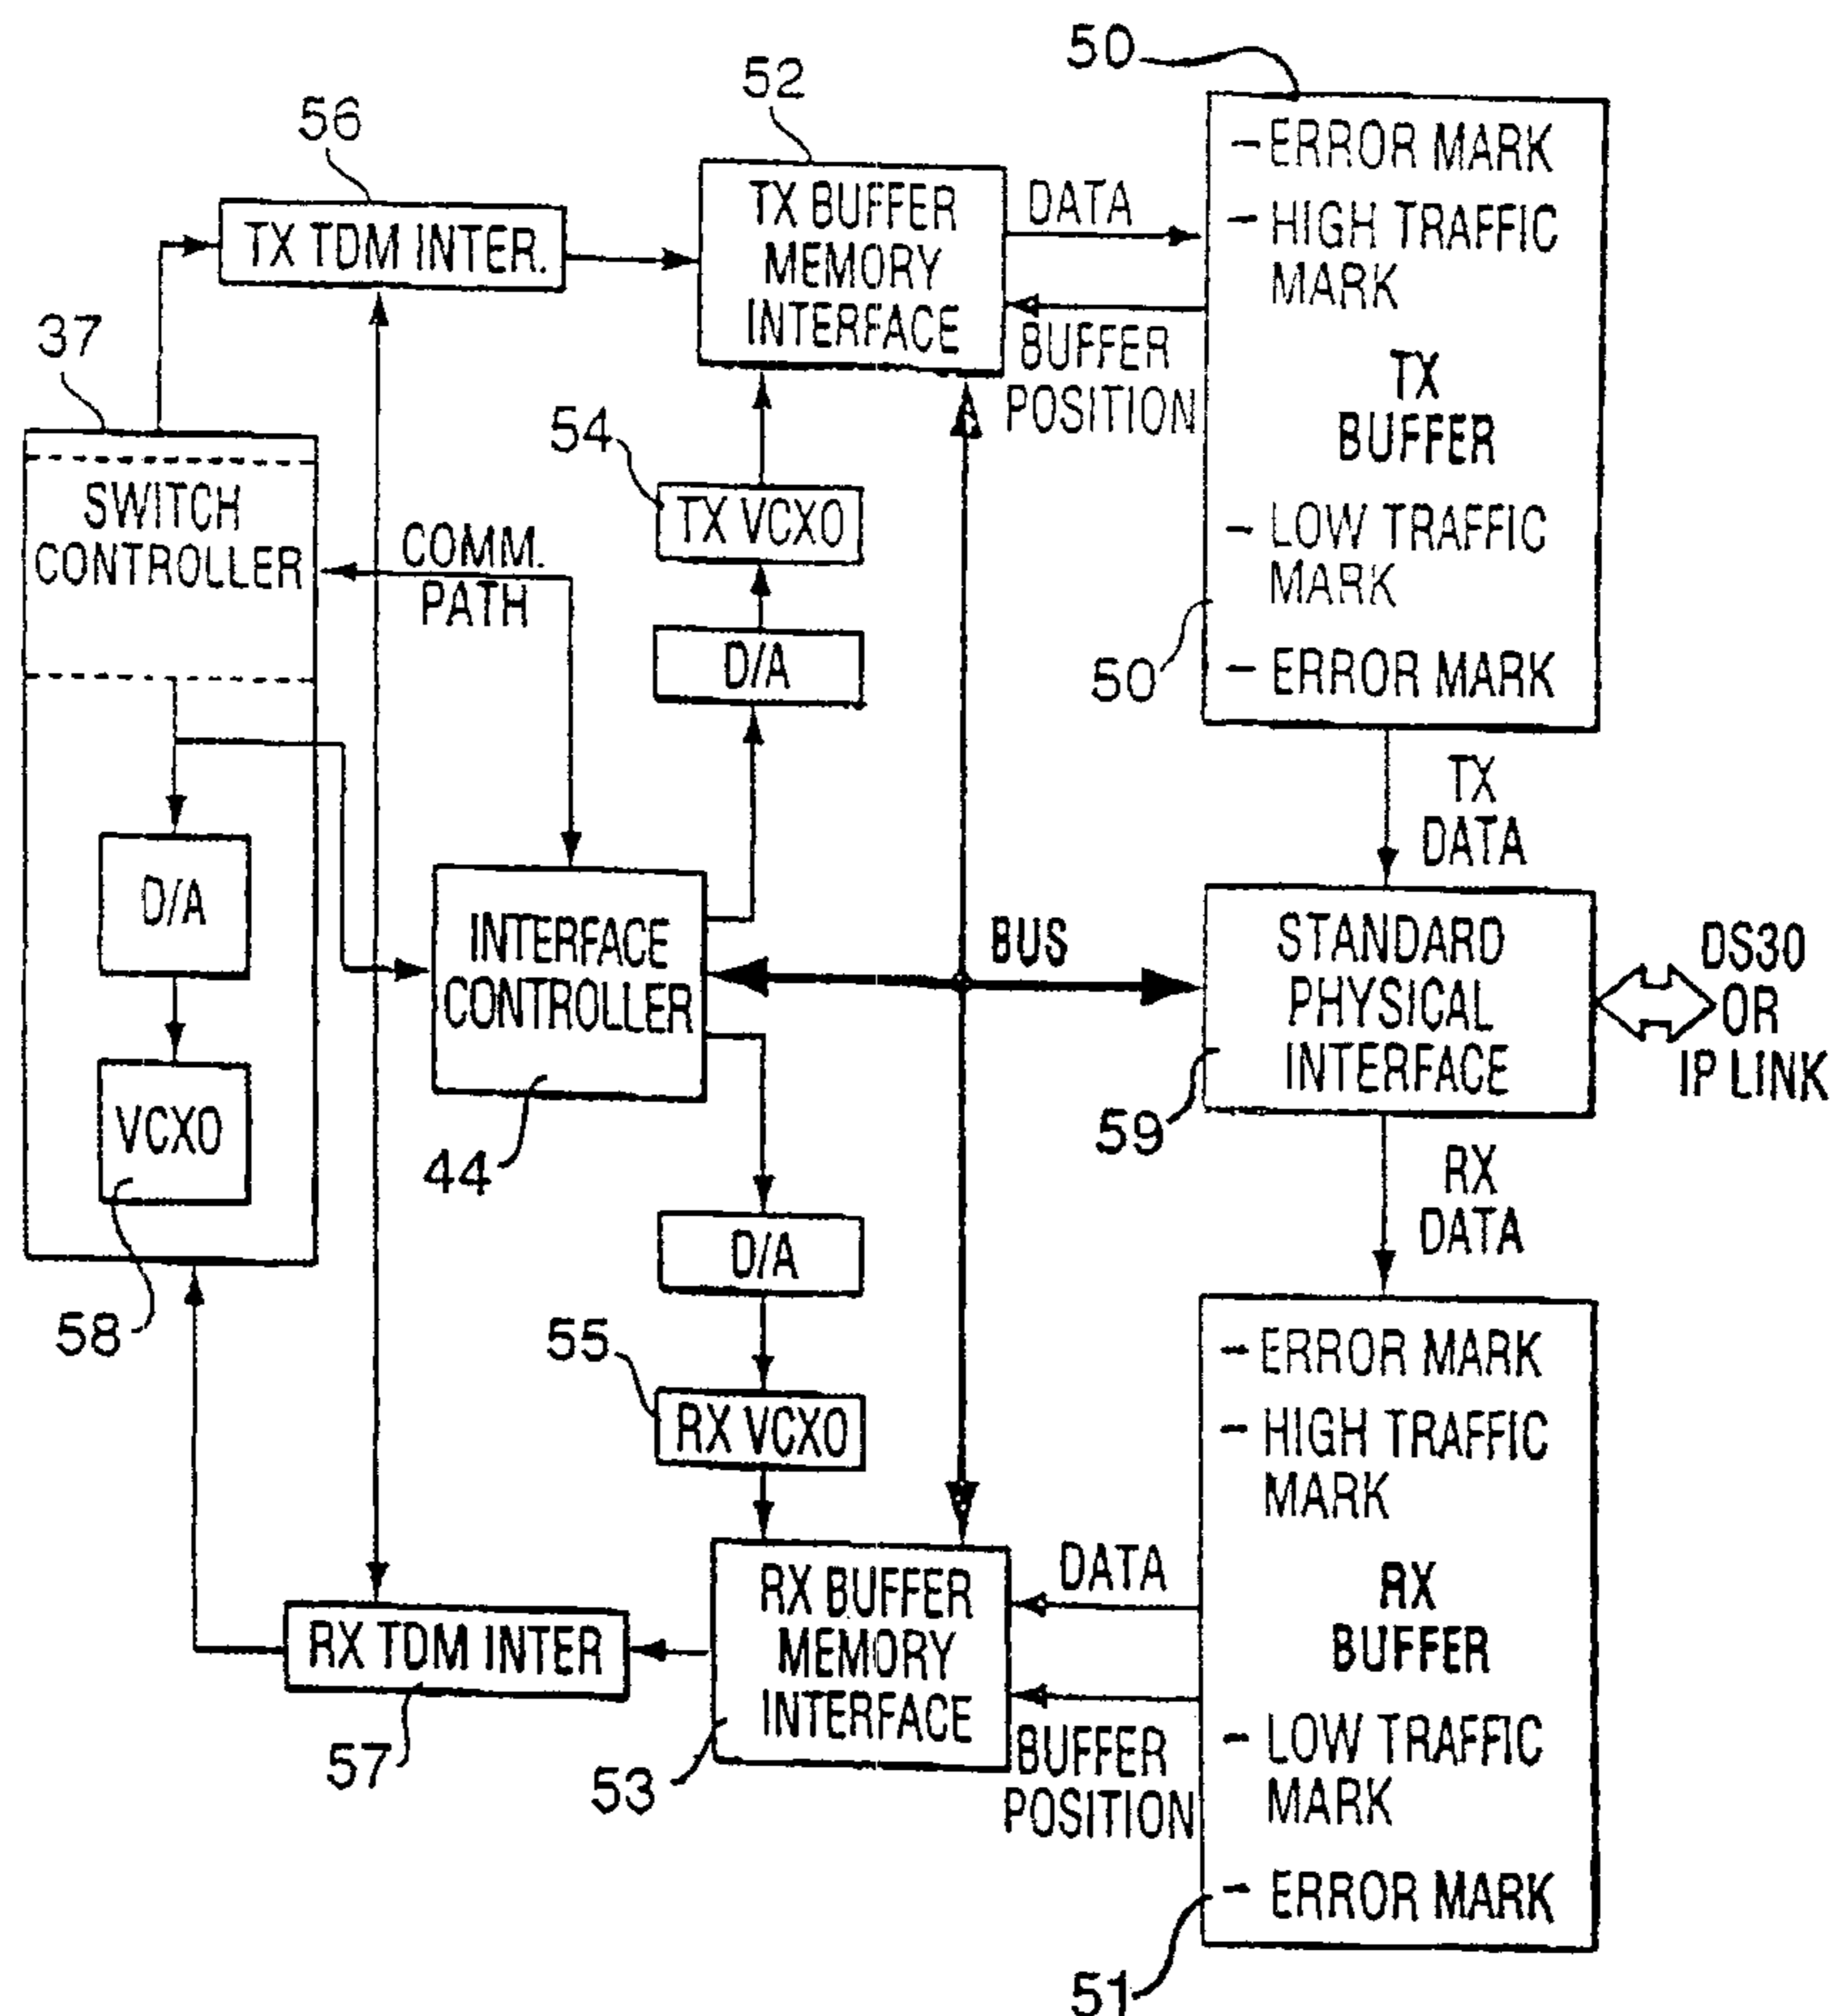 50
52
56
- ERROR MARK
- HIGH TRAFFIC
MARK
TX
BUFFER
- LOW TRAFFIC
MARK
- ERROR MARK
50
TX TDM INTER.
TX BUFFER
MEMORY
INTERFACE
DATA
BUFFER
POSITION
37
SWITCH
CONTROLLER
COMM.
PATH
54
TX VCXO
D/A
TX
DATA
D/A
VCXO
58
INTERFACE
CONTROLLER
44
BUS
STANDARD
PHYSICAL
INTERFACE
59
DS30
OR
IP LINK
RX
DATA
D/A
55
RX VCXO
- ERROR MARK
- HIGH TRAFFIC
MARK
RX
BUFFER
- LOW TRAFFIC
MARK
- ERROR MARK
51
RX TDM INTER
57
RX BUFFER
MEMORY
INTERFACE
53
DATA
BUFFER
POSITION